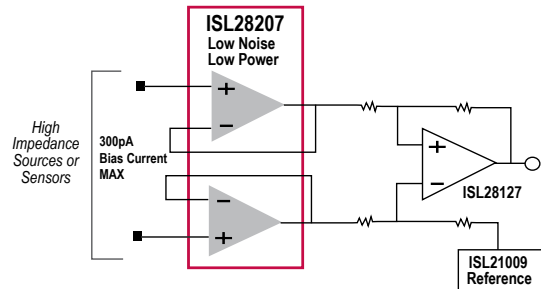 ISL28207
Low Noise
Low Power
High
Impedance
Sources or
Sensors
300pA
Bias Current
MAX
+
−
−
+
+
−
ISL28127
ISL21009
Reference